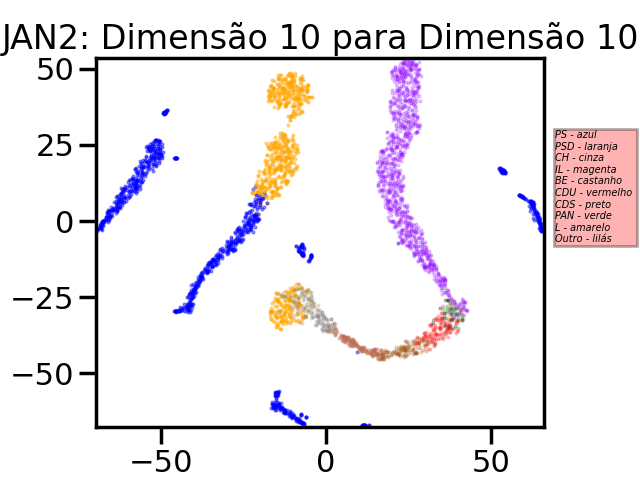 JAN2: Dimensão 10 para Dimensão 10
50
25
0
−25
−50
−50
0
50
PS - azul
PSD - laranja
CH - cinza
IL - magenta
BE - castanho
CDU - vermelho
CDS - preto
PAN - verde
L - amarelo
Outro - lilás